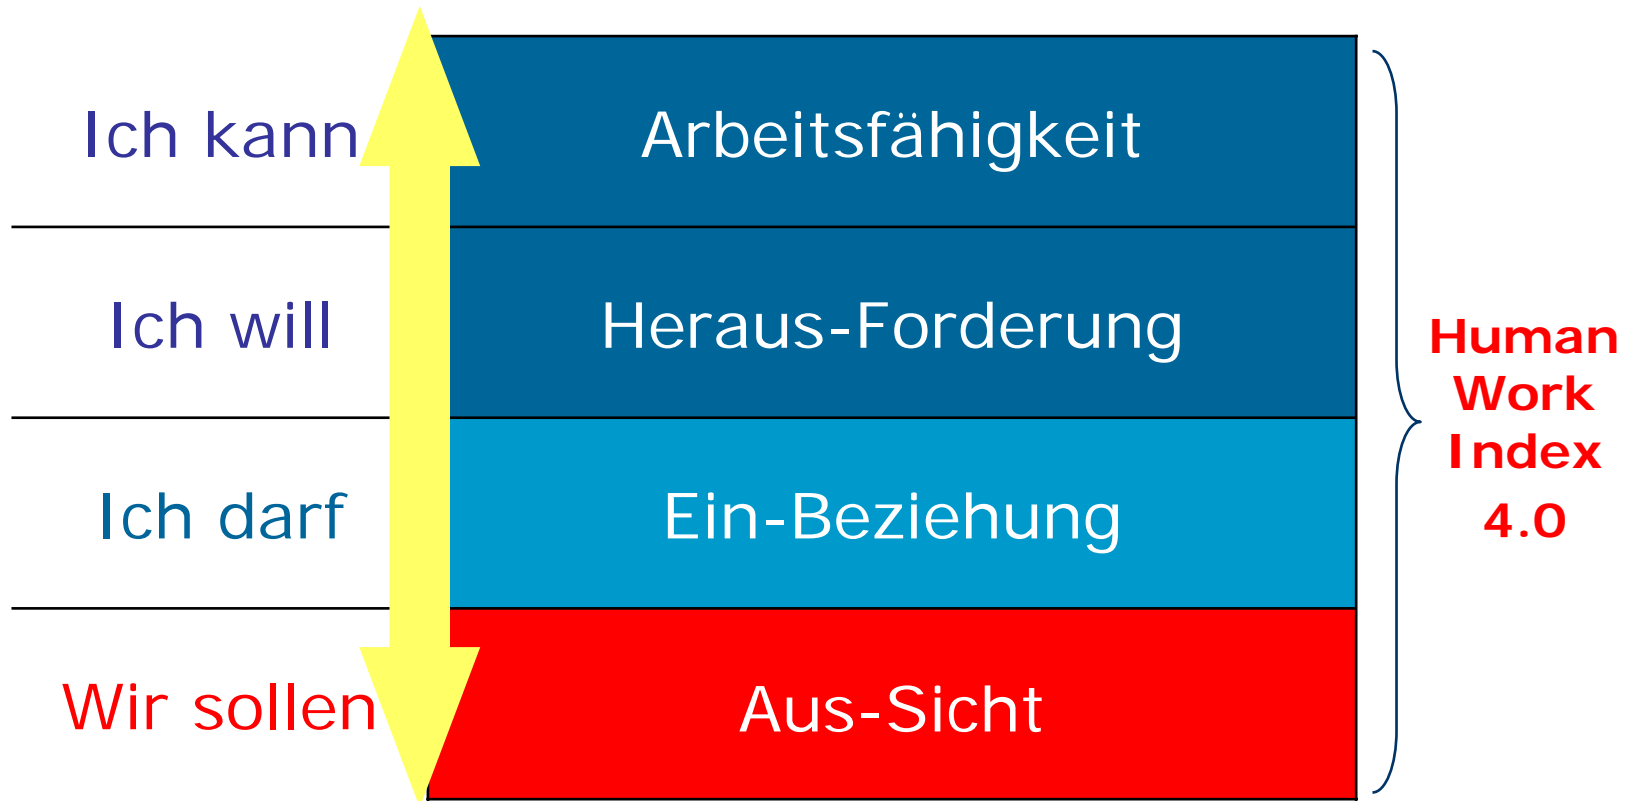 Ich kann Arbeitsfähigkeit
Ich will Heraus-Forderung
Ich darf Ein-Beziehung
Wir sollen Aus-Sicht
Human
Work
Index
4.0